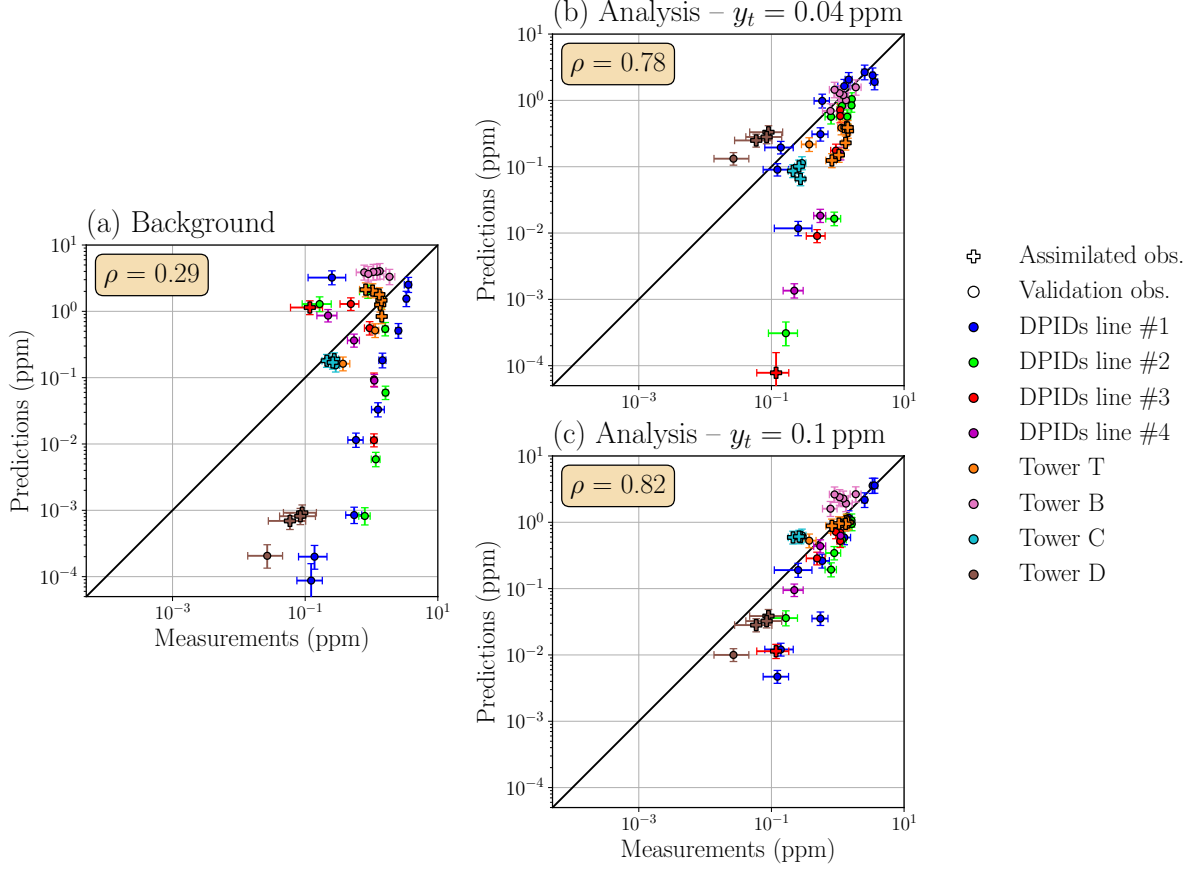 (b) Analysis – y_t = 0.04 ppm
10^1
10^0
10^-1
10^-2
10^-3
10^-4
Predictions (ppm)
ρ = 0.78
10^-3
10^-1
10^1
(a) Background
10^1
10^0
10^-1
10^-2
10^-3
10^-4
Predictions (ppm)
ρ = 0.29
10^-3
10^-1
10^1
Measurements (ppm)
(c) Analysis – y_t = 0.1 ppm
10^1
10^0
10^-1
10^-2
10^-3
10^-4
Predictions (ppm)
ρ = 0.82
10^-3
10^-1
10^1
Measurements (ppm)
Assimilated obs.
Validation obs.
DPIDs line #1
DPIDs line #2
DPIDs line #3
DPIDs line #4
Tower T
Tower B
Tower C
Tower D